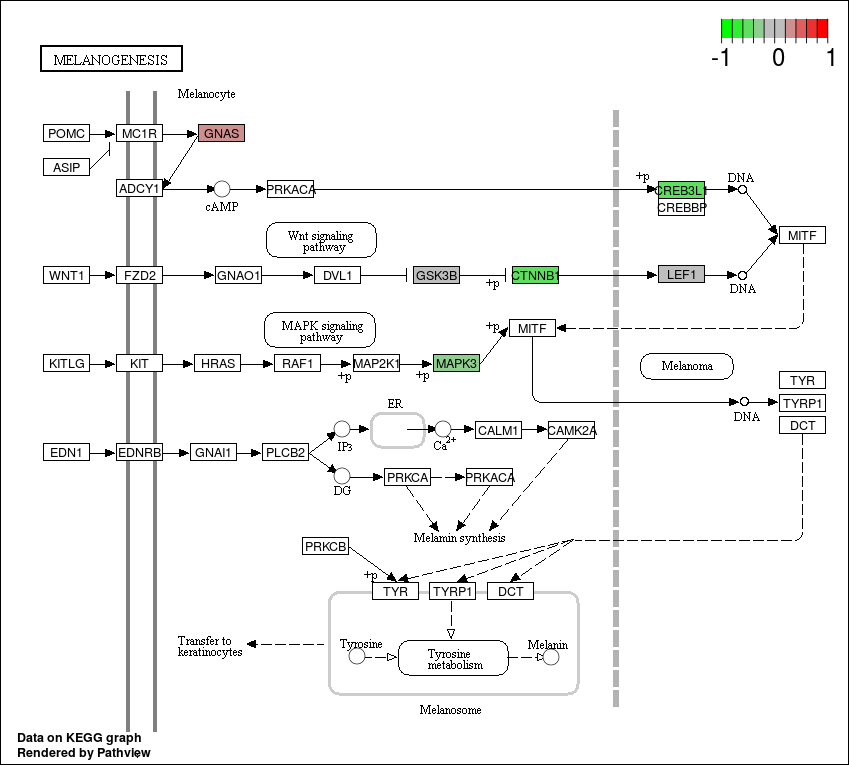 -1 0 1
MELANOGENESIS
Melanocyte
POMC MC1R GNAS
ASIP
ADCY1 PRKACA
cAMP
+p CREB3L1 DNA
CREBBP
MITF
Wnt signaling
pathway
WNT1 FZD2 GNAO1 DVL1 GSK3B +p CTNNB1 LEF1
DNA
MAPK signaling
pathway
+p MITF
KITLG KIT HRAS RAF1 +p MAP2K1 +p MAPK3
Melanoma
TYR
DNA TYRP1
DCT
ER
IP3 Ca2+ CALM1 CAMK2A
EDN1 EDNRB GNAI1 PLCB2
DG PRKCA PRKACA
Melamin synthesis
PRKCB
+p
TYR TYRP1 DCT
Transfer to
keratinocytes
Tyrosine Melanin
Tyrosine
metabolism
Melanosome
Data on KEGG graph
Rendered by Pathview